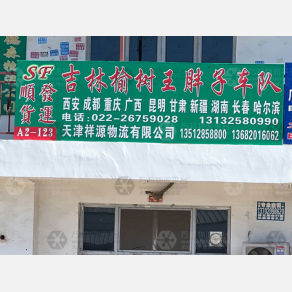 SF
順發貨運
A2-123
吉林榆树王胖子车队
西安 成都 重庆 广西 昆明 甘肃 新疆 湖南 长春 哈尔滨
电话:022-26759028 13132580990
天津祥源物流有限公司 13512858800 13682016062